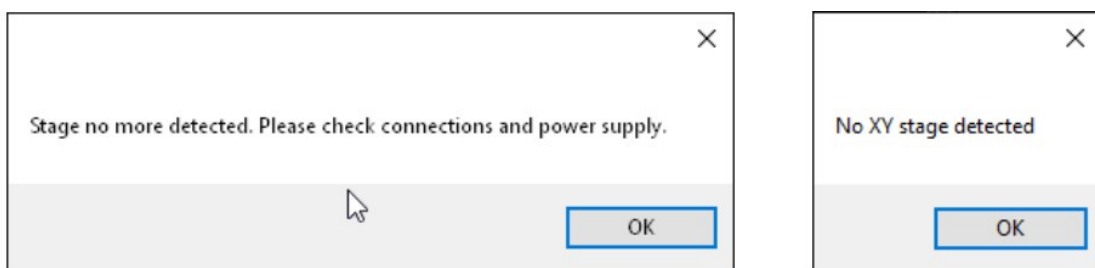 Stage no more detected. Please check connections and power supply.
OK
No XY stage detected
OK